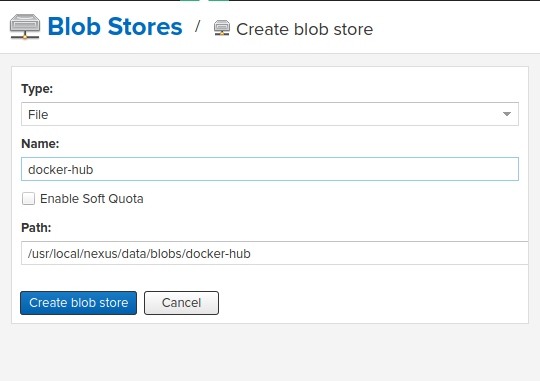 Blob Stores / Create blob store
Type:
File
Name:
docker-hub
Enable Soft Quota
Path:
/usr/local/nexus/data/blobs/docker-hub
Create blob store Cancel